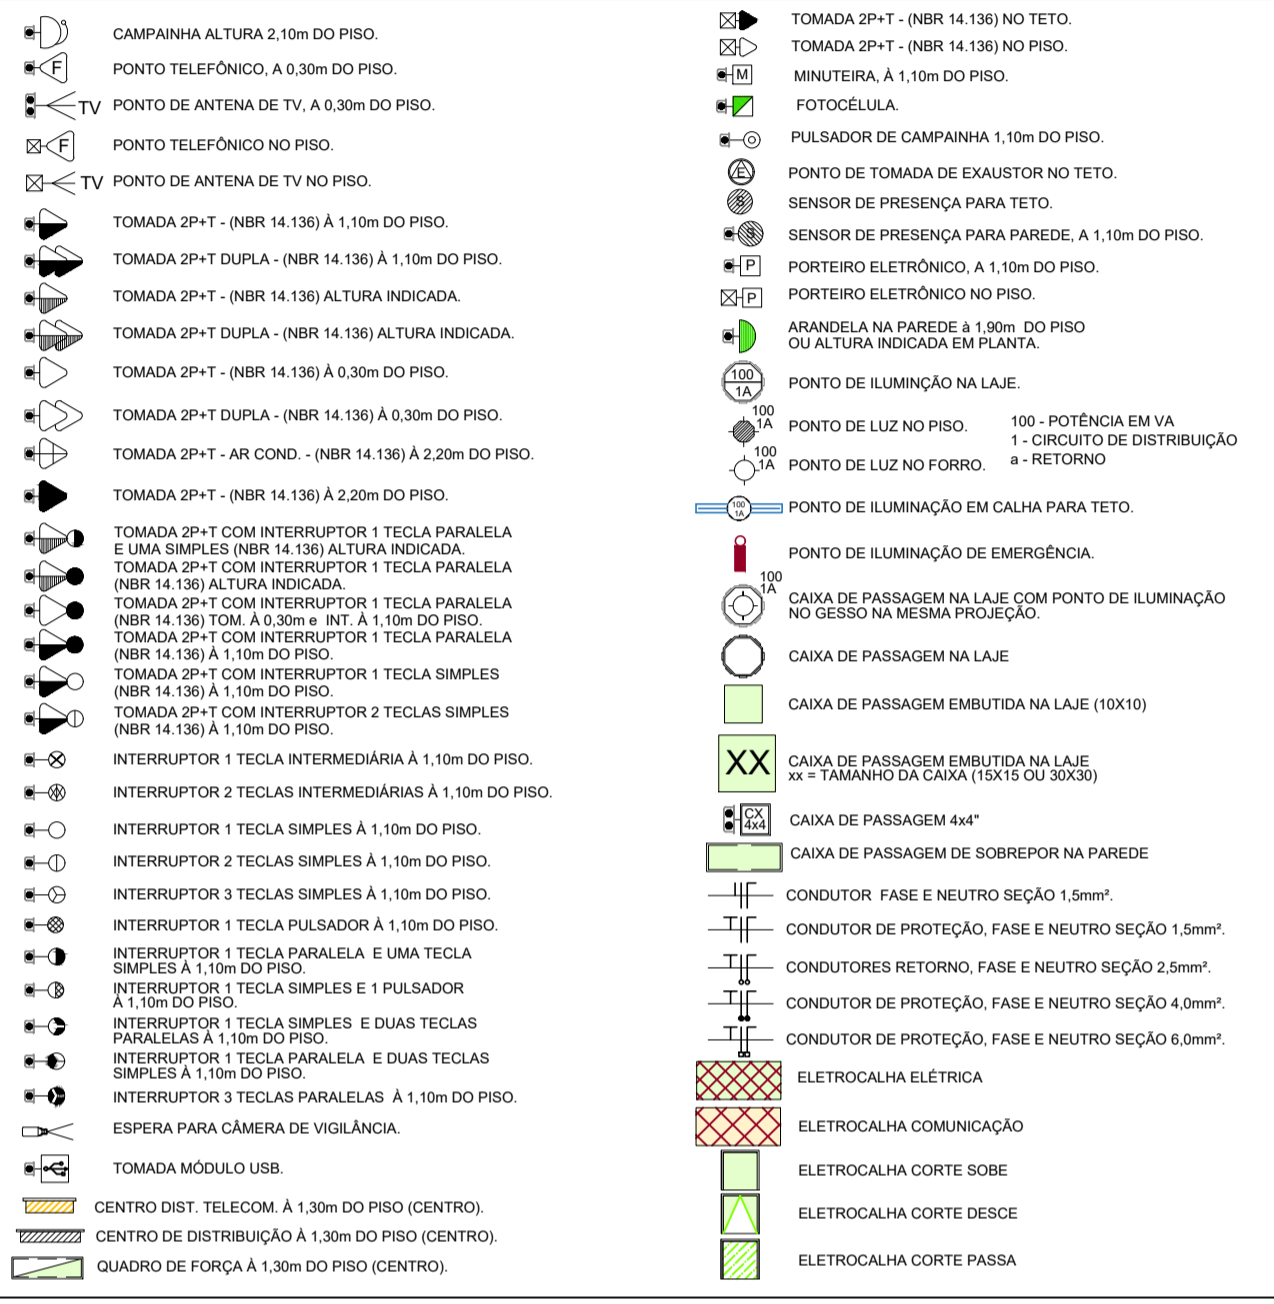 CAMPAINHA ALTURA 2,10m DO PISO.
F
PONTO TELEFÔNICO, A 0,30m DO PISO.
TV
PONTO DE ANTENA DE TV, A 0,30m DO PISO.
F
PONTO TELEFÔNICO NO PISO.
TV
PONTO DE ANTENA DE TV NO PISO.
TOMADA 2P+T - (NBR 14.136) À 1,10m DO PISO.
TOMADA 2P+T DUPLA - (NBR 14.136) À 1,10m DO PISO.
TOMADA 2P+T - (NBR 14.136) ALTURA INDICADA.
TOMADA 2P+T DUPLA - (NBR 14.136) ALTURA INDICADA.
TOMADA 2P+T - (NBR 14.136) À 0,30m DO PISO.
TOMADA 2P+T DUPLA - (NBR 14.136) À 0,30m DO PISO.
TOMADA 2P+T - AR COND. - (NBR 14.136) À 2,20m DO PISO.
TOMADA 2P+T - (NBR 14.136) À 2,20m DO PISO.
TOMADA 2P+T COM INTERRUPTOR 1 TECLA PARALELA
E UMA SIMPLES (NBR 14.136) ALTURA INDICADA.
TOMADA 2P+T COM INTERRUPTOR 1 TECLA PARALELA
(NBR 14.136) ALTURA INDICADA.
TOMADA 2P+T COM INTERRUPTOR 1 TECLA PARALELA
(NBR 14.136) TOM. À 0,30m e INT. À 1,10m DO PISO.
TOMADA 2P+T COM INTERRUPTOR 1 TECLA PARALELA
(NBR 14.136) À 1,10m DO PISO.
TOMADA 2P+T COM INTERRUPTOR 1 TECLA SIMPLES
(NBR 14.136) À 1,10m DO PISO.
TOMADA 2P+T COM INTERRUPTOR 2 TECLAS SIMPLES
(NBR 14.136) À 1,10m DO PISO.
INTERRUPTOR 1 TECLA INTERMEDIÁRIA À 1,10m DO PISO.
INTERRUPTOR 2 TECLAS INTERMEDIÁRIAS À 1,10m DO PISO.
INTERRUPTOR 1 TECLA SIMPLES À 1,10m DO PISO.
INTERRUPTOR 2 TECLAS SIMPLES À 1,10m DO PISO.
INTERRUPTOR 3 TECLAS SIMPLES À 1,10m DO PISO.
INTERRUPTOR 1 TECLA PULSADOR À 1,10m DO PISO.
INTERRUPTOR 1 TECLA PARALELA E UMA TECLA
SIMPLES À 1,10m DO PISO.
INTERRUPTOR 1 TECLA SIMPLES E 1 PULSADOR
À 1,10m DO PISO.
INTERRUPTOR 1 TECLA SIMPLES E DUAS TECLAS
PARALELAS À 1,10m DO PISO.
INTERRUPTOR 1 TECLA PARALELA E DUAS TECLAS
SIMPLES À 1,10m DO PISO.
INTERRUPTOR 3 TECLAS PARALELAS À 1,10m DO PISO.
ESPERA PARA CÂMERA DE VIGILÂNCIA.
TOMADA MÓDULO USB.
CENTRO DIST. TELECOM. À 1,30m DO PISO (CENTRO).
CENTRO DE DISTRIBUIÇÃO À 1,30m DO PISO (CENTRO).
QUADRO DE FORÇA À 1,30m DO PISO (CENTRO).
TOMADA 2P+T - (NBR 14.136) NO TETO.
TOMADA 2P+T - (NBR 14.136) NO PISO.
M
MINUTEIRA, À 1,10m DO PISO.
FOTOCÉLULA.
PULSADOR DE CAMPAINHA 1,10m DO PISO.
E
PONTO DE TOMADA DE EXAUSTOR NO TETO.
S
SENSOR DE PRESENÇA PARA TETO.
S
SENSOR DE PRESENÇA PARA PAREDE, A 1,10m DO PISO.
P
PORTEIRO ELETRÔNICO, A 1,10m DO PISO.
P
PORTEIRO ELETRÔNICO NO PISO.
ARANDELA NA PAREDE à 1,90m DO PISO
OU ALTURA INDICADA EM PLANTA.
100
1A
PONTO DE ILUMINÇÃO NA LAJE.
100
1A
PONTO DE LUZ NO PISO.
100
1A
PONTO DE LUZ NO FORRO.
100 - POTÊNCIA EM VA
1 - CIRCUITO DE DISTRIBUIÇÃO
a - RETORNO
100
1A
PONTO DE ILUMINAÇÃO EM CALHA PARA TETO.
PONTO DE ILUMINAÇÃO DE EMERGÊNCIA.
100
1A
CAIXA DE PASSAGEM NA LAJE COM PONTO DE ILUMINAÇÃO
NO GESSO NA MESMA PROJEÇÃO.
CAIXA DE PASSAGEM NA LAJE
CAIXA DE PASSAGEM EMBUTIDA NA LAJE (10X10)
XX
CAIXA DE PASSAGEM EMBUTIDA NA LAJE
xx = TAMANHO DA CAIXA (15X15 OU 30X30)
CX
4x4
CAIXA DE PASSAGEM 4x4"
CAIXA DE PASSAGEM DE SOBREPOR NA PAREDE
CONDUTOR FASE E NEUTRO SEÇÃO 1,5mm².
CONDUTOR DE PROTEÇÃO, FASE E NEUTRO SEÇÃO 1,5mm².
CONDUTORES RETORNO, FASE E NEUTRO SEÇÃO 2,5mm².
CONDUTOR DE PROTEÇÃO, FASE E NEUTRO SEÇÃO 4,0mm².
CONDUTOR DE PROTEÇÃO, FASE E NEUTRO SEÇÃO 6,0mm².
ELETROCALHA ELÉTRICA
ELETROCALHA COMUNICAÇÃO
ELETROCALHA CORTE SOBE
ELETROCALHA CORTE DESCE
ELETROCALHA CORTE PASSA